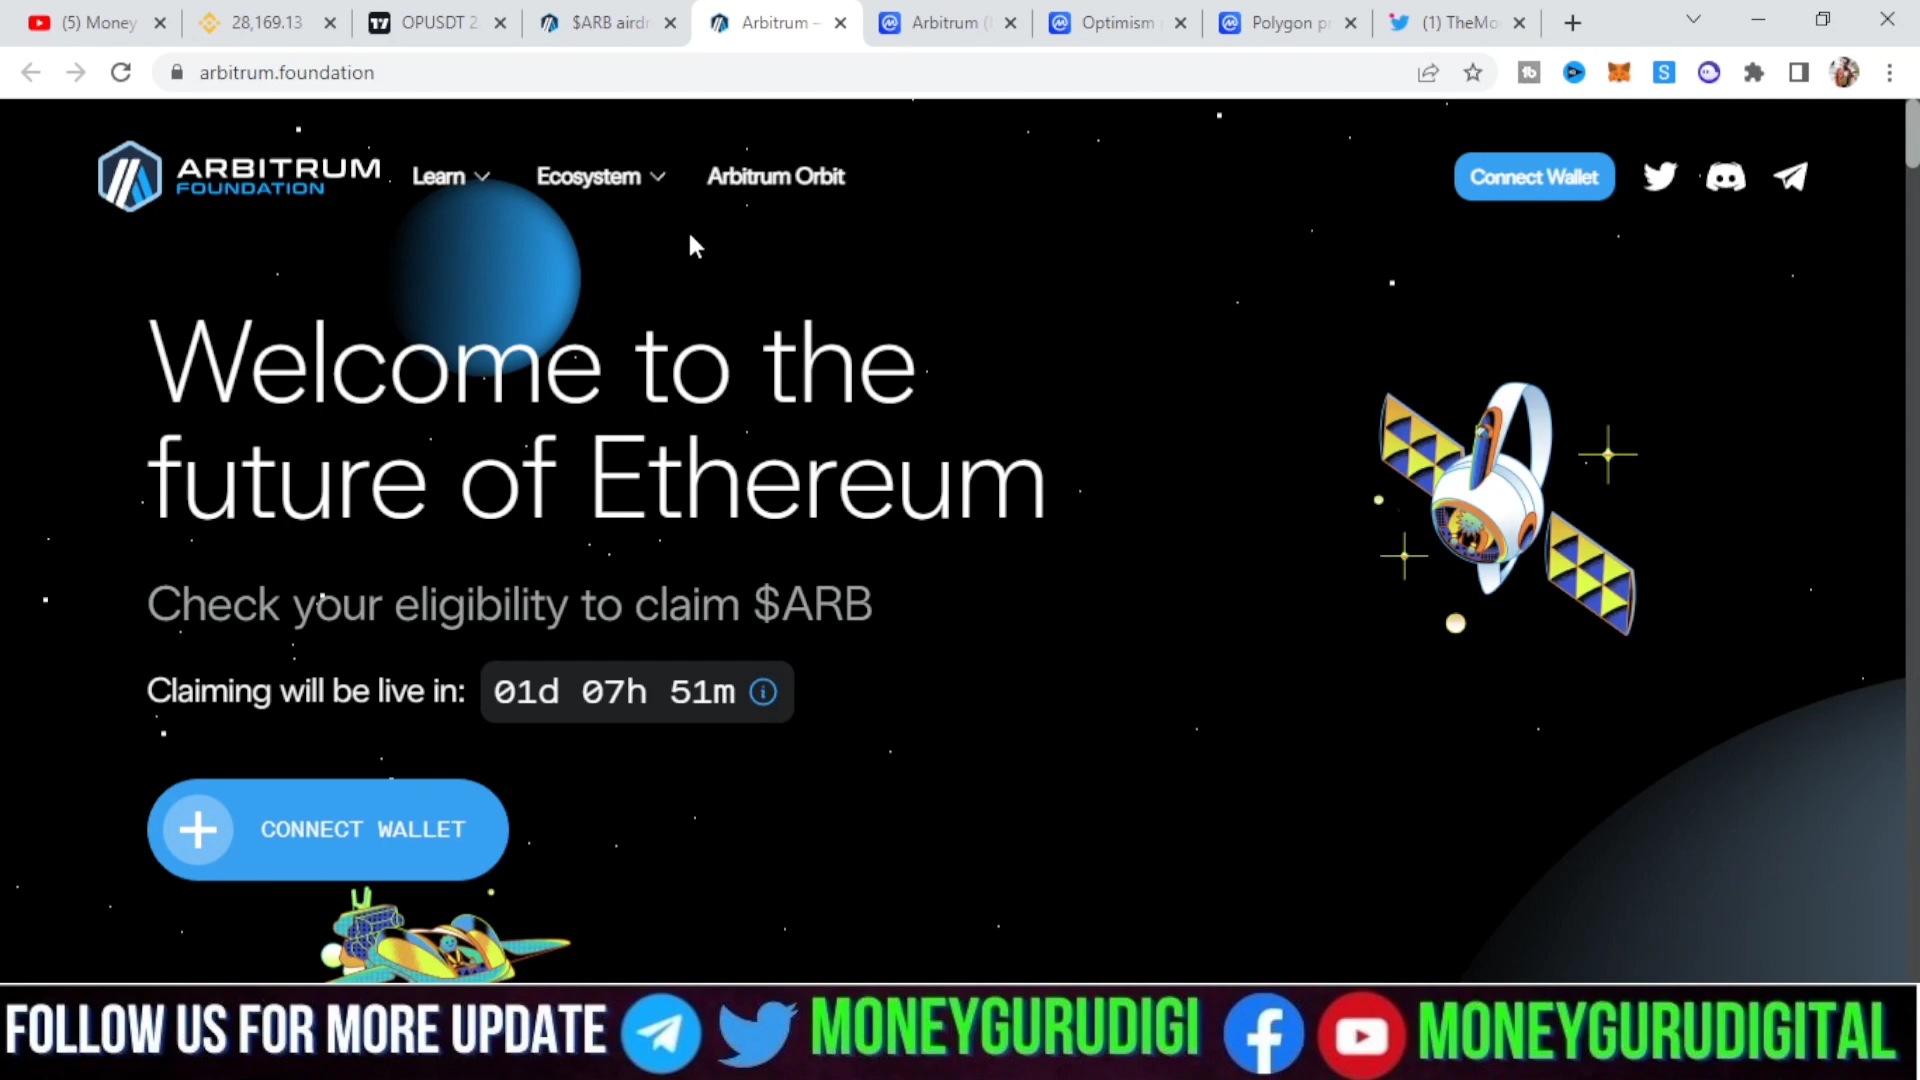 (5) Money
28,169.13
OPUSDT 2
$ARB airdr
Arbitrum –
Arbitrum (
Optimism
Polygon pr
(1) TheMo
arbitrum.foundation
ARBITRUM
FOUNDATION
Learn
Ecosystem
Arbitrum Orbit
Connect Wallet
Welcome to the
future of Ethereum
Check your eligibility to claim $ARB
Claiming will be live in: 01d 07h 51m
CONNECT WALLET
FOLLOW US FOR MORE UPDATE MONEYGURUDIGI MONEYGURUDIGITAL